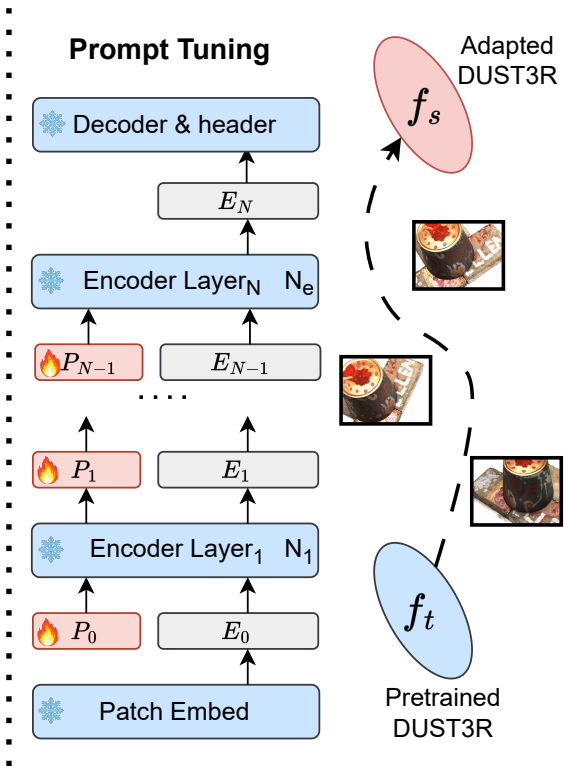 Prompt Tuning
Adapted
DUST3R
f_s
Decoder & header
E_N
Encoder Layer_N N_e
P_{N-1} E_{N-1}
. . . .
P_1 E_1
Encoder Layer_1 N_1
f_t
P_0 E_0
Patch Embed
Pretrained
DUST3R